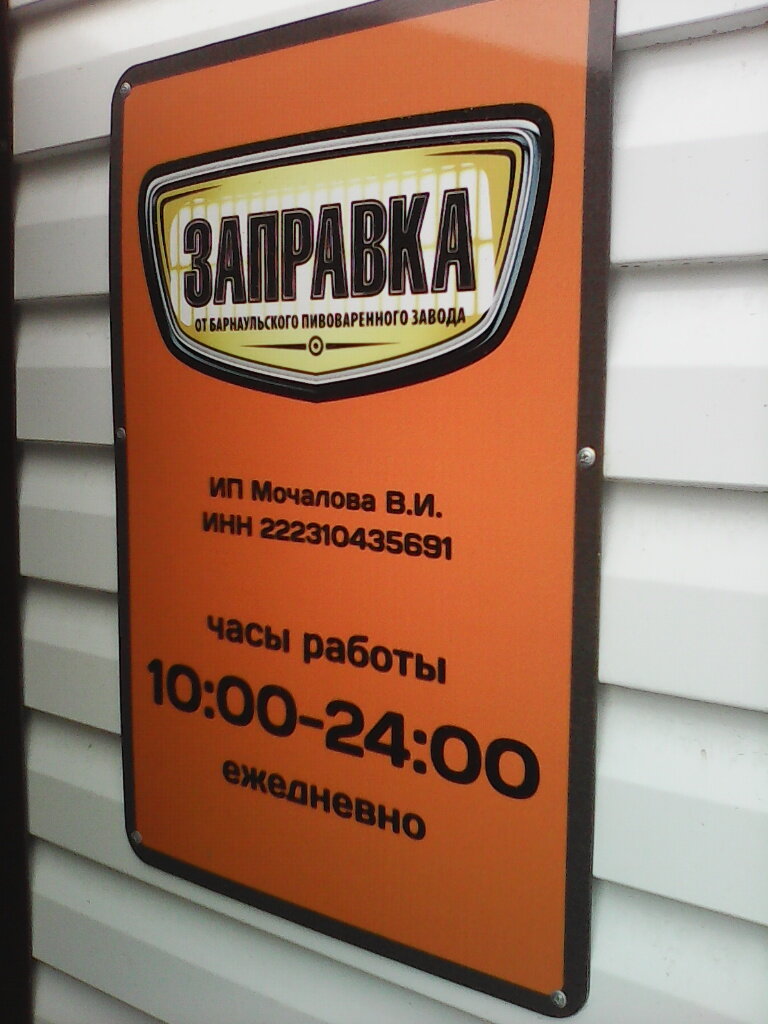 ЗАПРАВКА
ОТ БАРНАУЛЬСКОГО ПИВОВАРЕННОГО ЗАВОДА
ИП Мочалова В.И.
ИНН 222310435691
часы работы
10:00-24:00
ежедневно